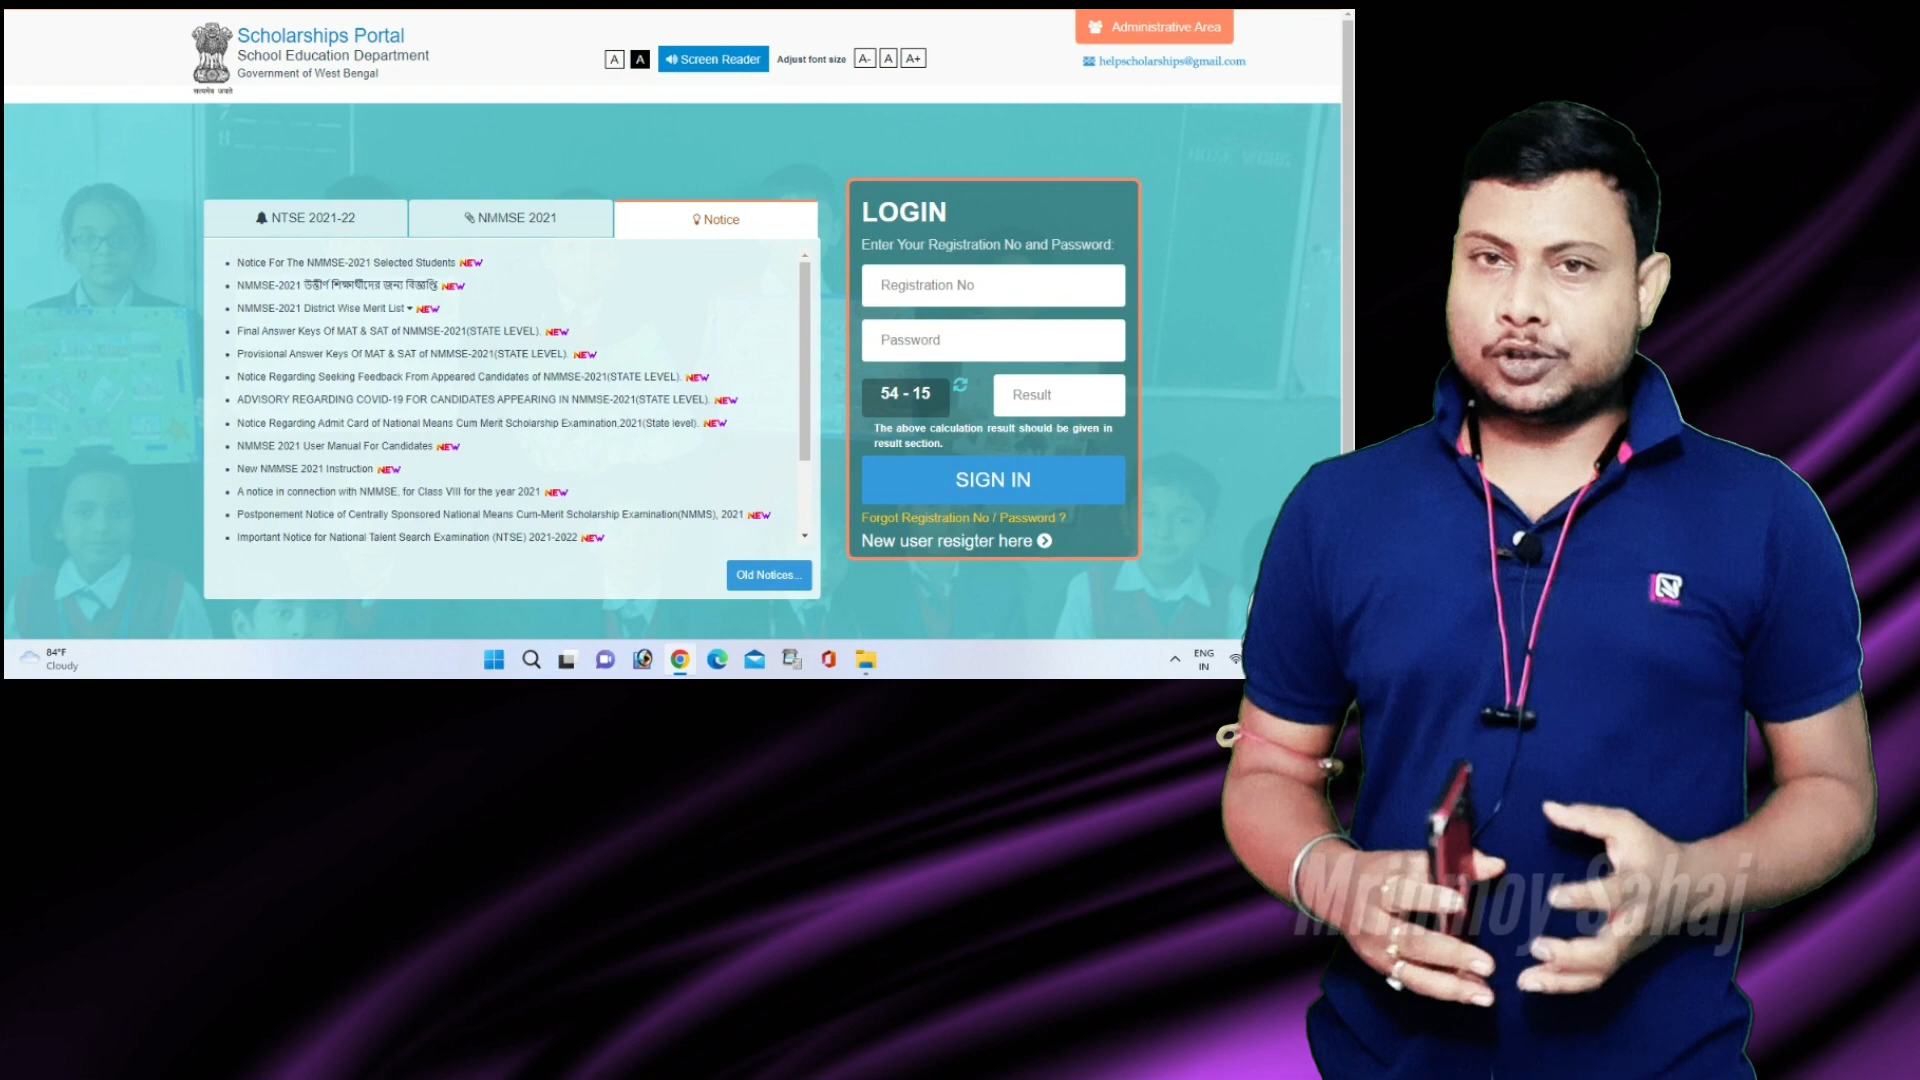 Scholarships Portal
School Education Department
Government of West Bengal
सत्यमेव जयते
A A Screen Reader Adjust font size A- A A+
Administrative Area
helpscholarships@gmail.com
NTSE 2021-22
NMMSE 2021
Notice
Notice For The NMMSE-2021 Selected Students NEW
NMMSE-2021 উত্তীর্ণ শিক্ষার্থীদের জন্য বিজ্ঞপ্তি NEW
NMMSE-2021 District Wise Merit List NEW
Final Answer Keys Of MAT & SAT of NMMSE-2021(STATE LEVEL). NEW
Provisional Answer Keys Of MAT & SAT of NMMSE-2021(STATE LEVEL). NEW
Notice Regarding Seeking Feedback From Appeared Candidates of NMMSE-2021(STATE LEVEL). NEW
ADVISORY REGARDING COVID-19 FOR CANDIDATES APPEARING IN NMMSE-2021(STATE LEVEL). NEW
Notice Regarding Admit Card of National Means Cum Merit Scholarship Examination,2021(State level). NEW
NMMSE 2021 User Manual For Candidates NEW
New NMMSE 2021 Instruction NEW
A notice in connection with NMMSE, for Class VIII for the year 2021 NEW
Postponement Notice of Centrally Sponsored National Means Cum-Merit Scholarship Examination(NMMS), 2021 NEW
Important Notice for National Talent Search Examination (NTSE) 2021-2022 NEW
Old Notices...
LOGIN
Enter Your Registration No and Password:
Registration No
Password
54 - 15
Result
The above calculation result should be given in
result section.
SIGN IN
Forgot Registration No / Password ?
New user resigter here
84°F
Cloudy
ENG
IN
N
Sahaj